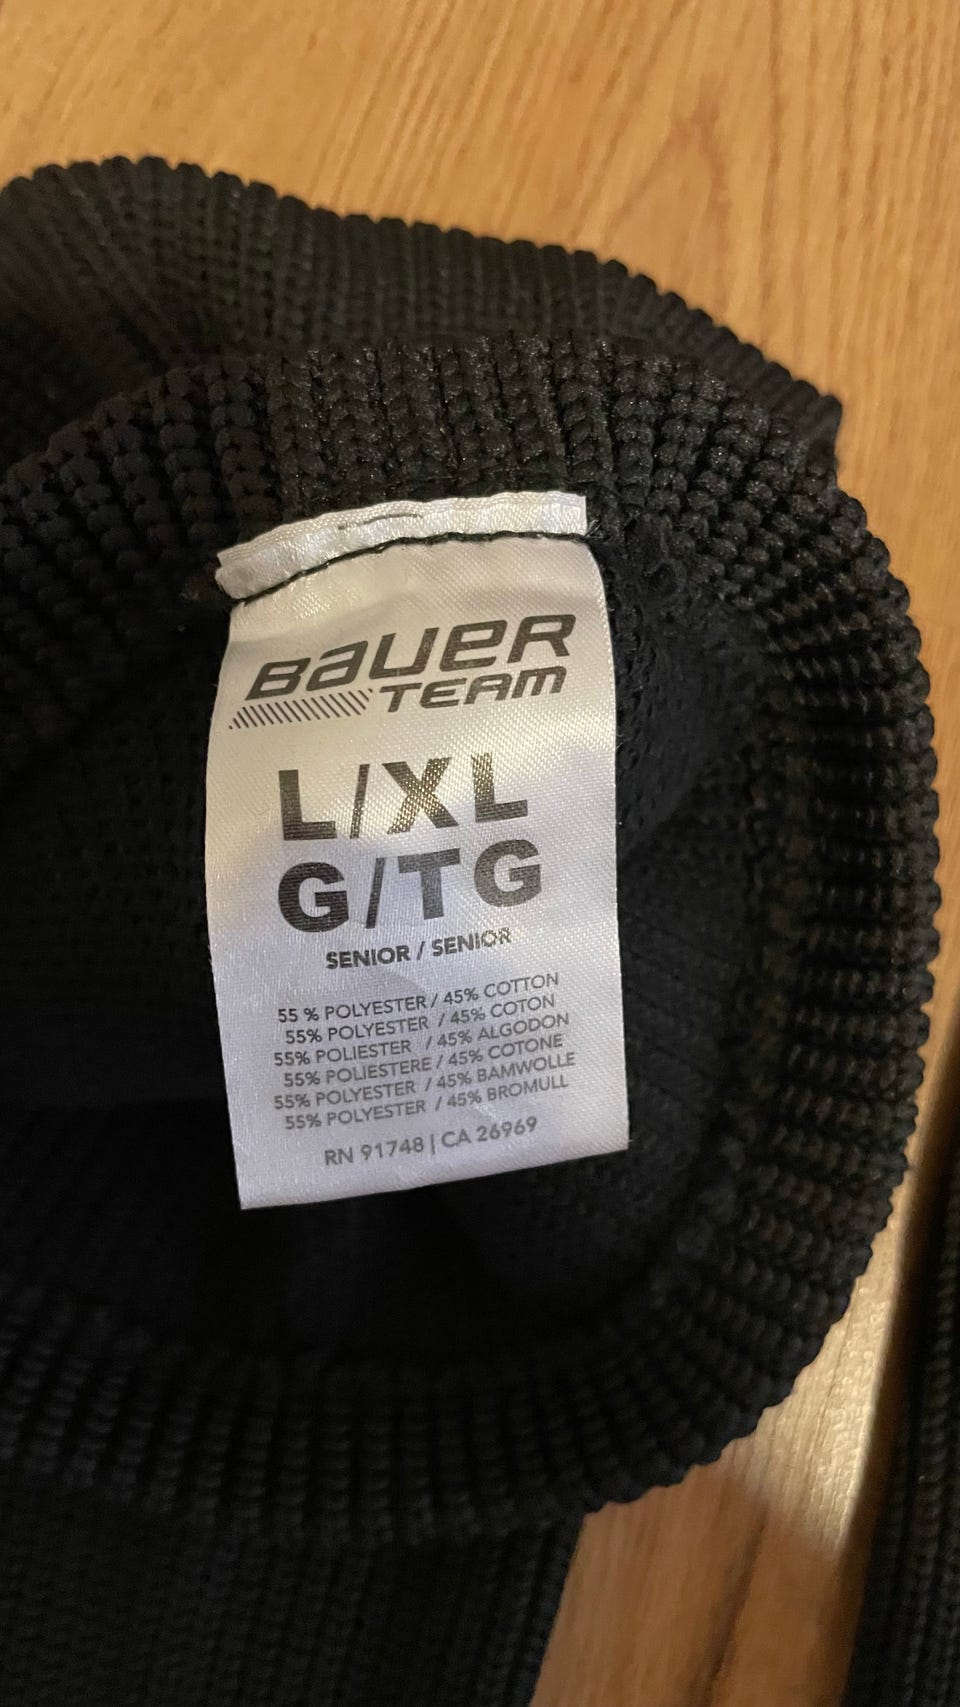 BAUER
TEAM
L/XL
G/TG
SENIOR / SENIOR
55 % POLYESTER / 45% COTTON
55% POLYESTER / 45% COTON
55% POLIESTER / 45% ALGODON
55% POLIESTERE / 45% COTONE
55% POLYESTER / 45% BAMWOLLE
55% POLYESTER / 45% BROMULL
RN 91748 | CA 26969